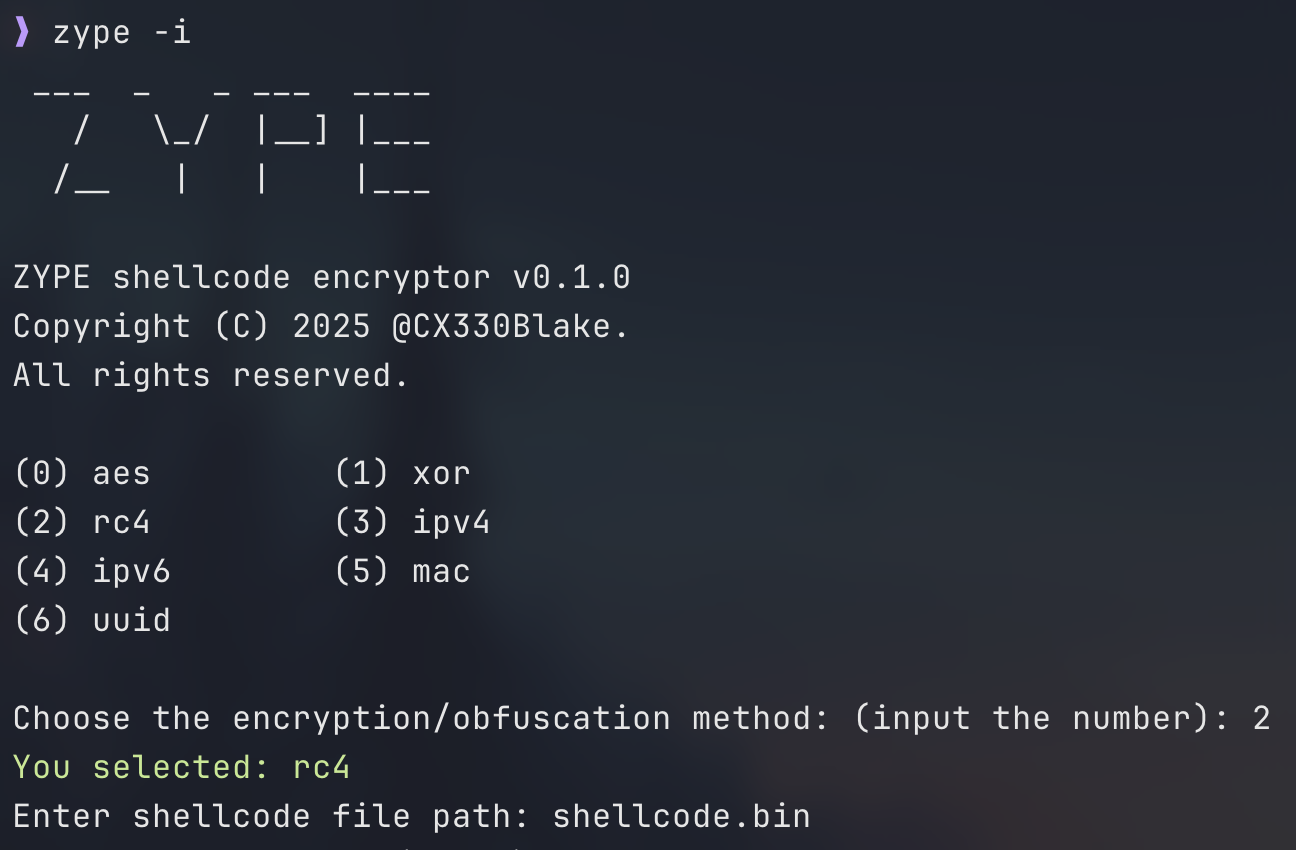 ❱ zype -i
 ___  _   _ ___  ____
   /   \_/  |__] |___
  /__   |   |    |___
ZYPE shellcode encryptor v0.1.0
Copyright (C) 2025 @CX330Blake.
All rights reserved.
(0) aes         (1) xor
(2) rc4         (3) ipv4
(4) ipv6        (5) mac
(6) uuid
Choose the encryption/obfuscation method: (input the number): 2
You selected: rc4
Enter shellcode file path: shellcode.bin